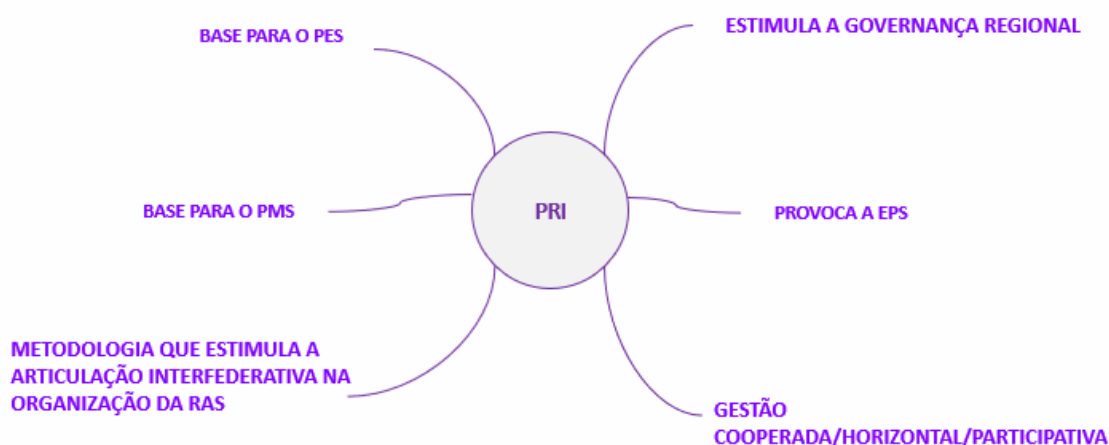 BASE PARA O PES
ESTIMULA A GOVERNANÇA REGIONAL
BASE PARA O PMS
PRI
PROVOCA A EPS
METODOLOGIA QUE ESTIMULA A
ARTICULAÇÃO INTERFEDERATIVA NA
ORGANIZAÇÃO DA RAS
GESTÃO
COOPERADA/HORIZONTAL/PARTICIPATIVA